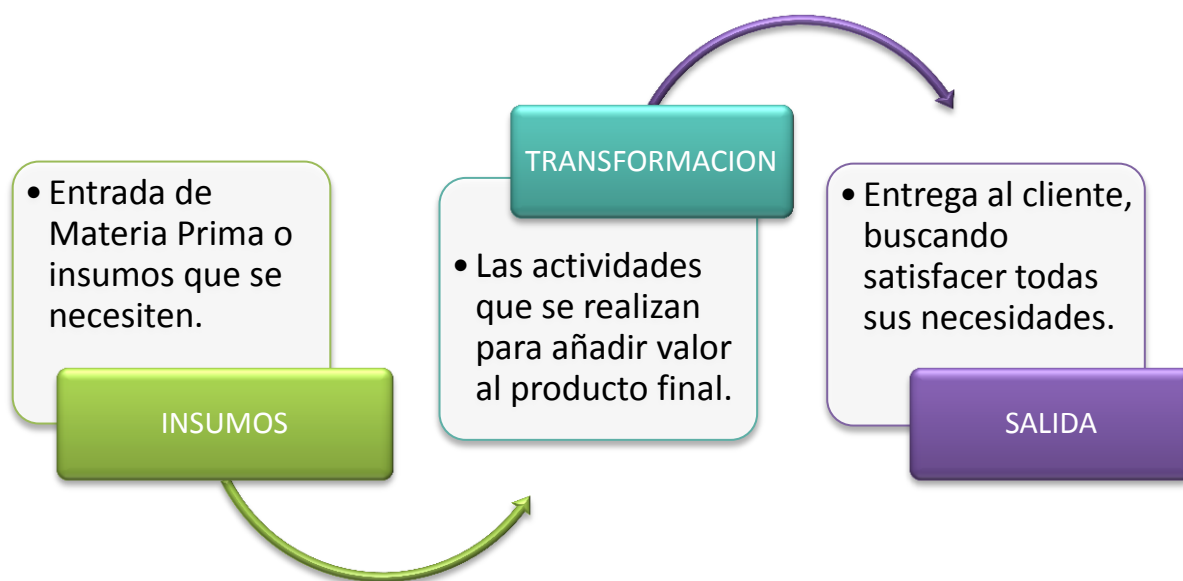 • Entrada de
Materia Prima o
insumos que se
necesiten.
INSUMOS
TRANSFORMACION
• Las actividades
que se realizan
para añadir valor
al producto final.
• Entrega al cliente,
buscando
satisfacer todas
sus necesidades.
SALIDA